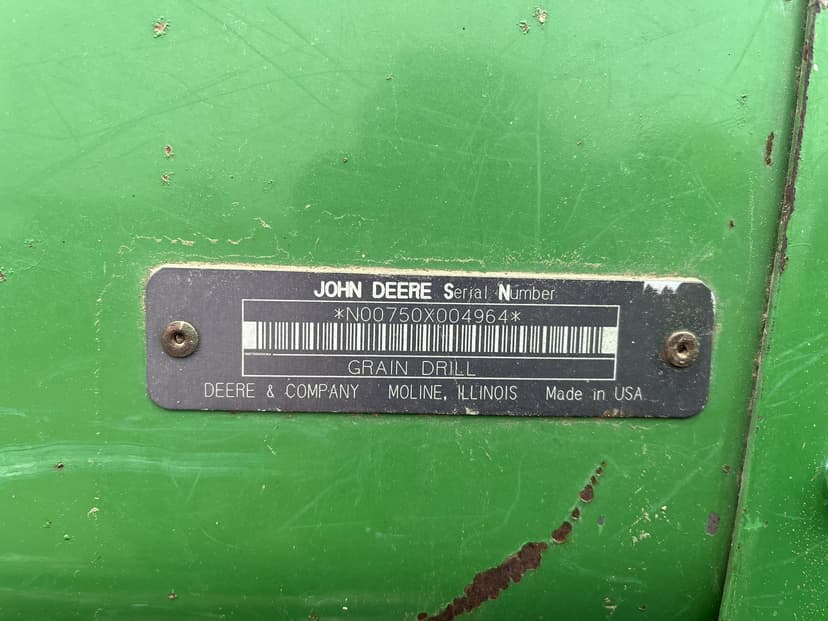 JOHN DEERE Serial Number
*N00750X004964*
GRAIN DRILL
DEERE & COMPANY MOLINE, ILLINOIS Made in USA